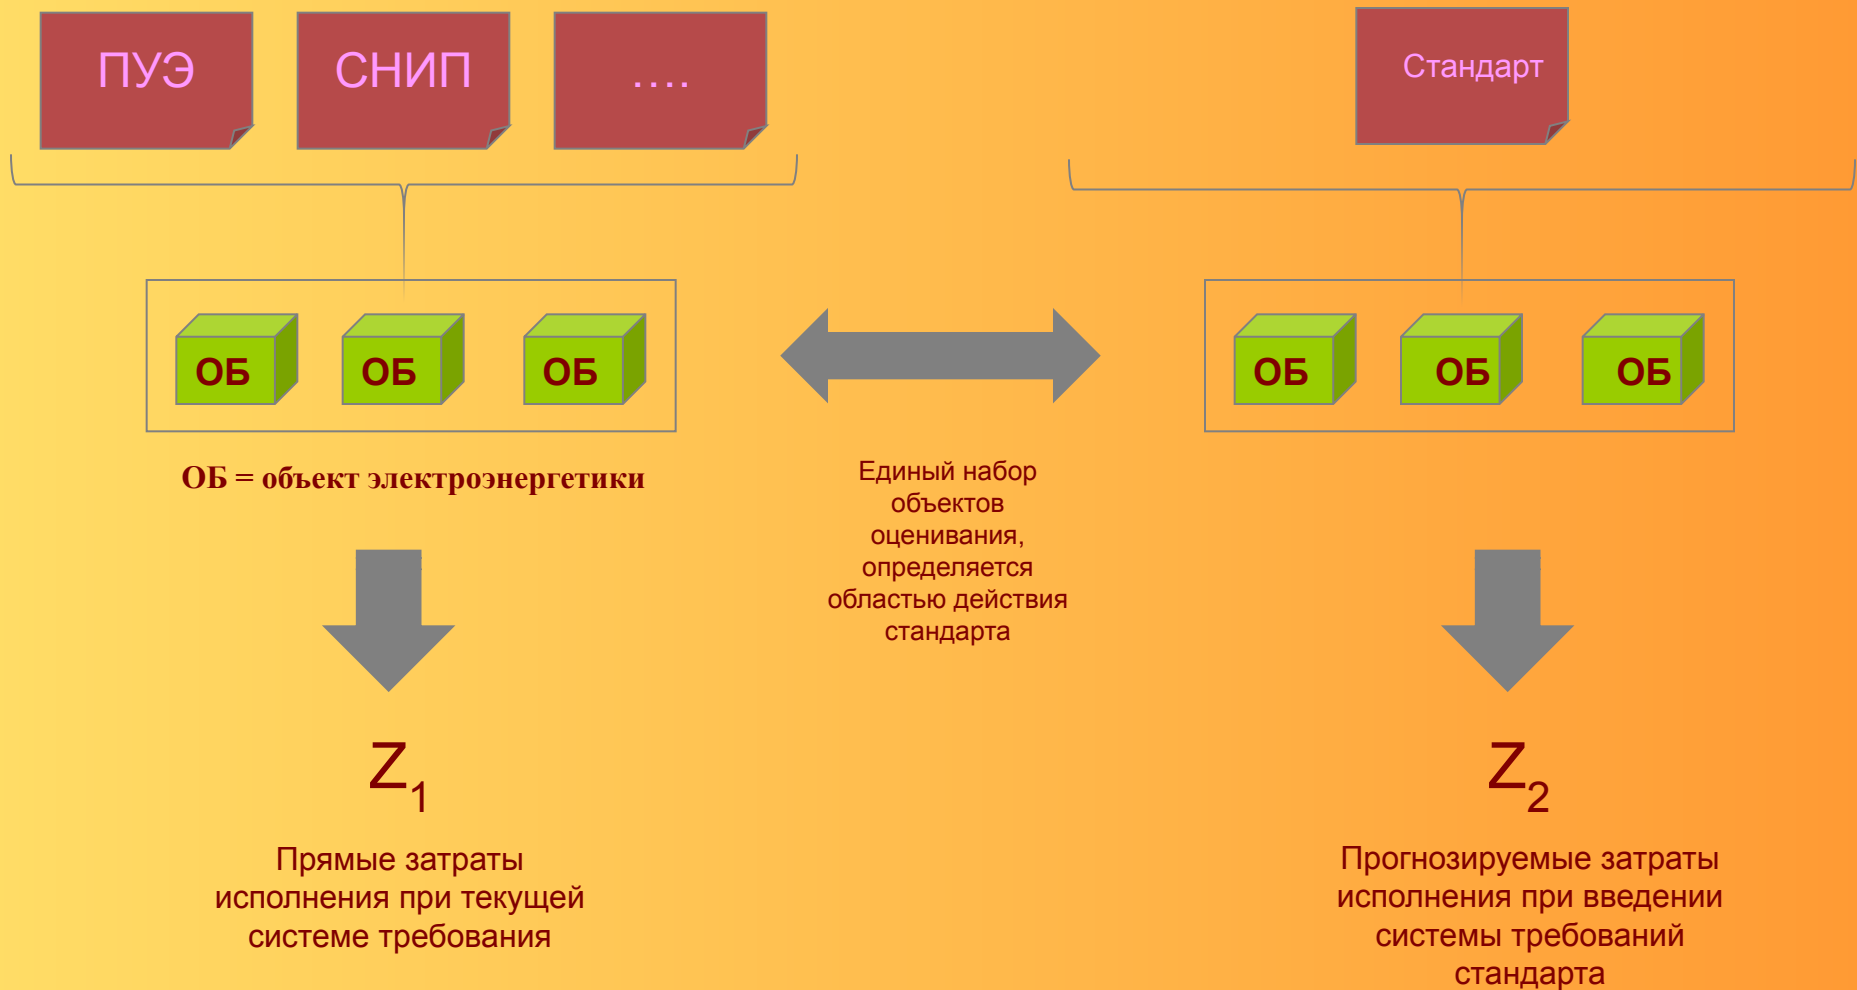 ПУЭ
СНИП
....
Стандарт
ОБ
ОБ
ОБ
ОБ
ОБ
ОБ
ОБ = объект электроэнергетики
Единый набор
объектов
оценивания,
определяется
областью действия
стандарта
Z1
Прямые затраты
исполнения при текущей
системе требования
Z2
Прогнозируемые затраты
исполнения при введении
системы требований
стандарта